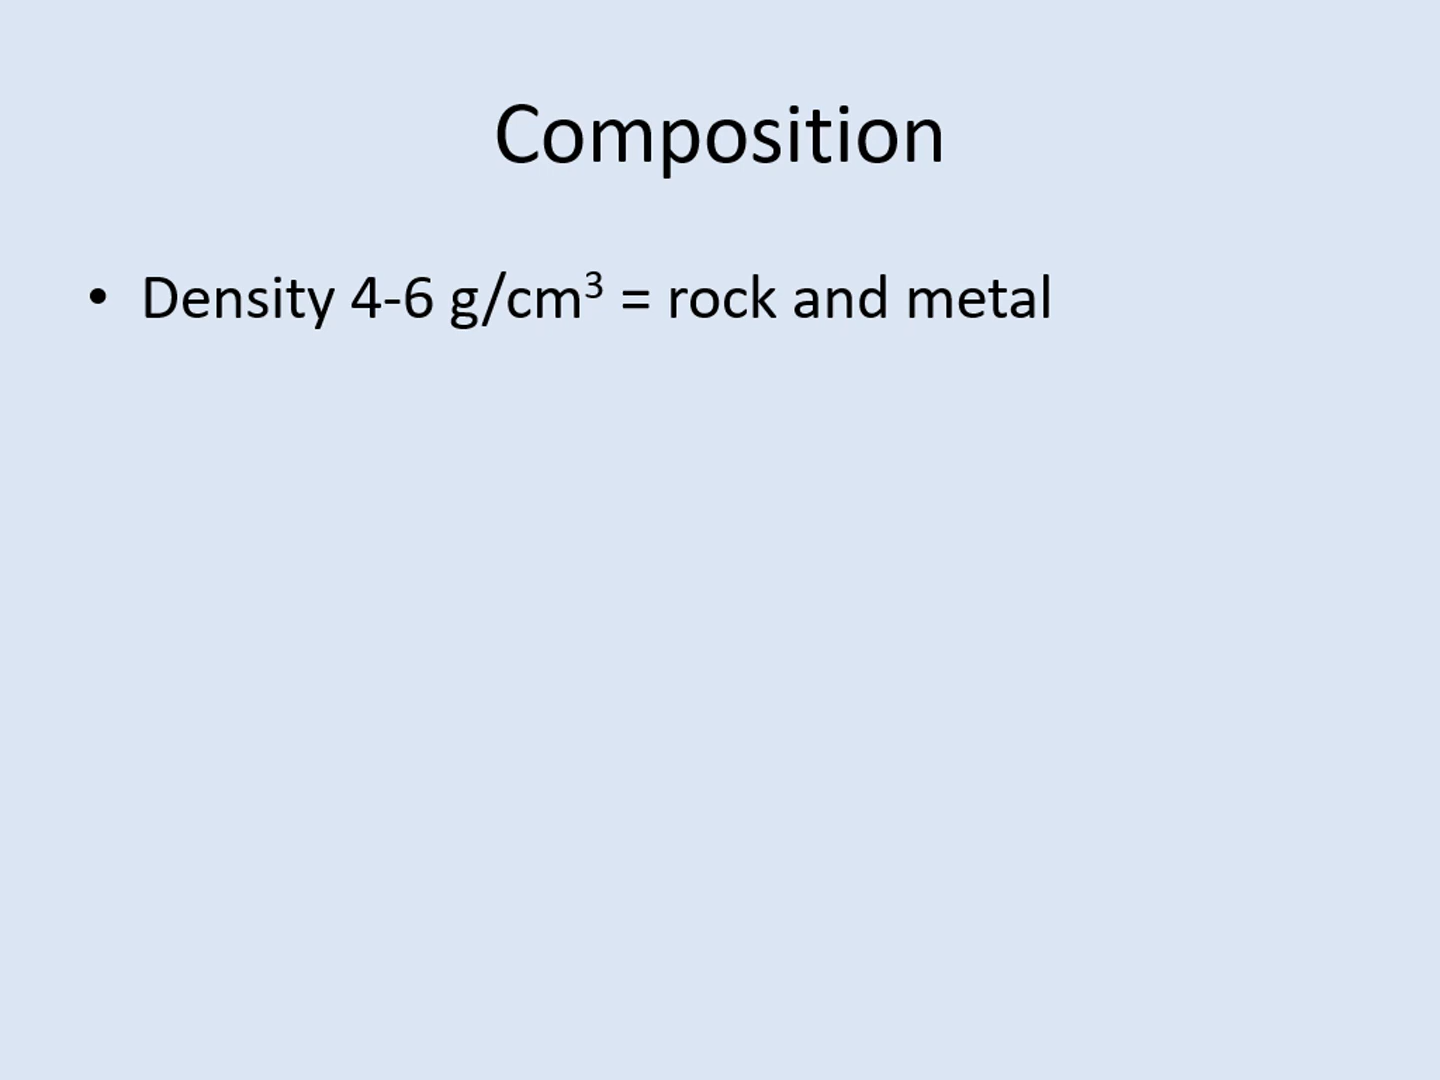 Composition
• Density 4-6 g/cm³ = rock and metal